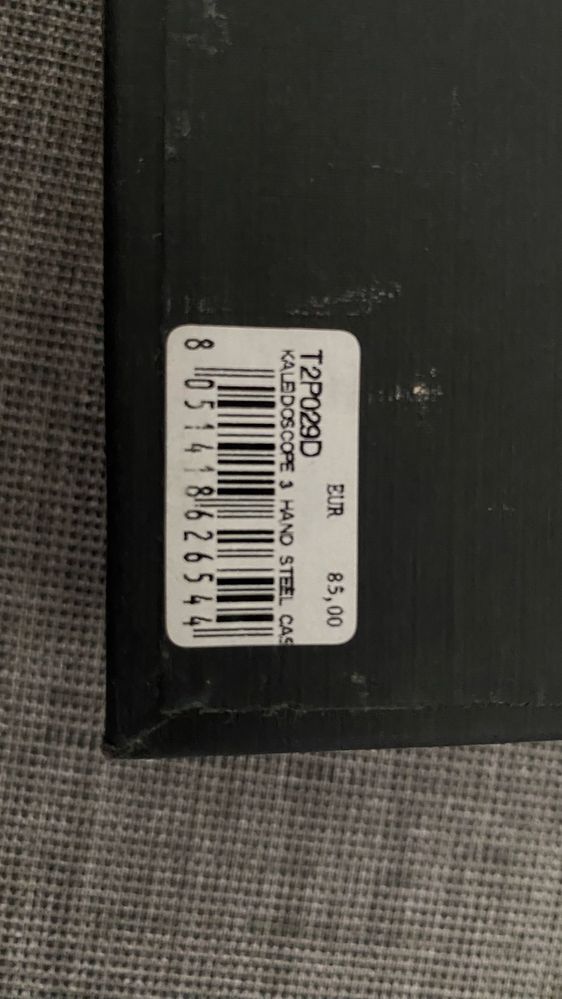 T2P029D
EUR 85,00
KALEIDOSCOPE 3 HAND STEEL CAS
8 051418 626544